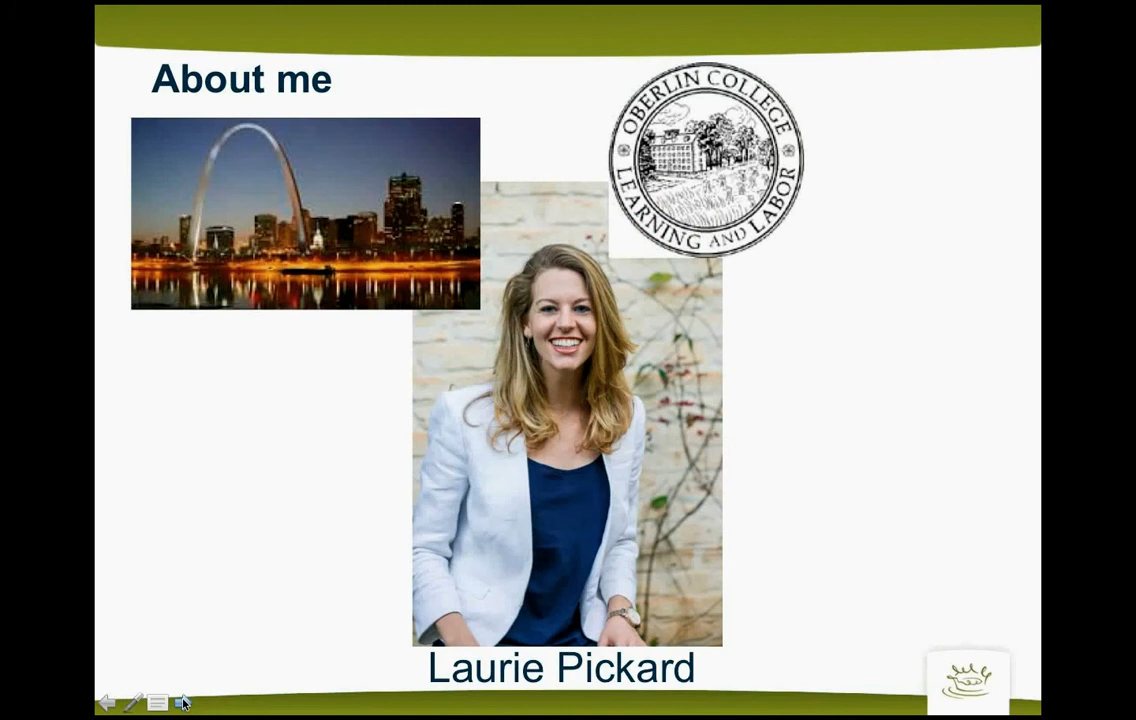 About me
OBERLIN COLLEGE
LEARNING AND LABOR
Laurie Pickard